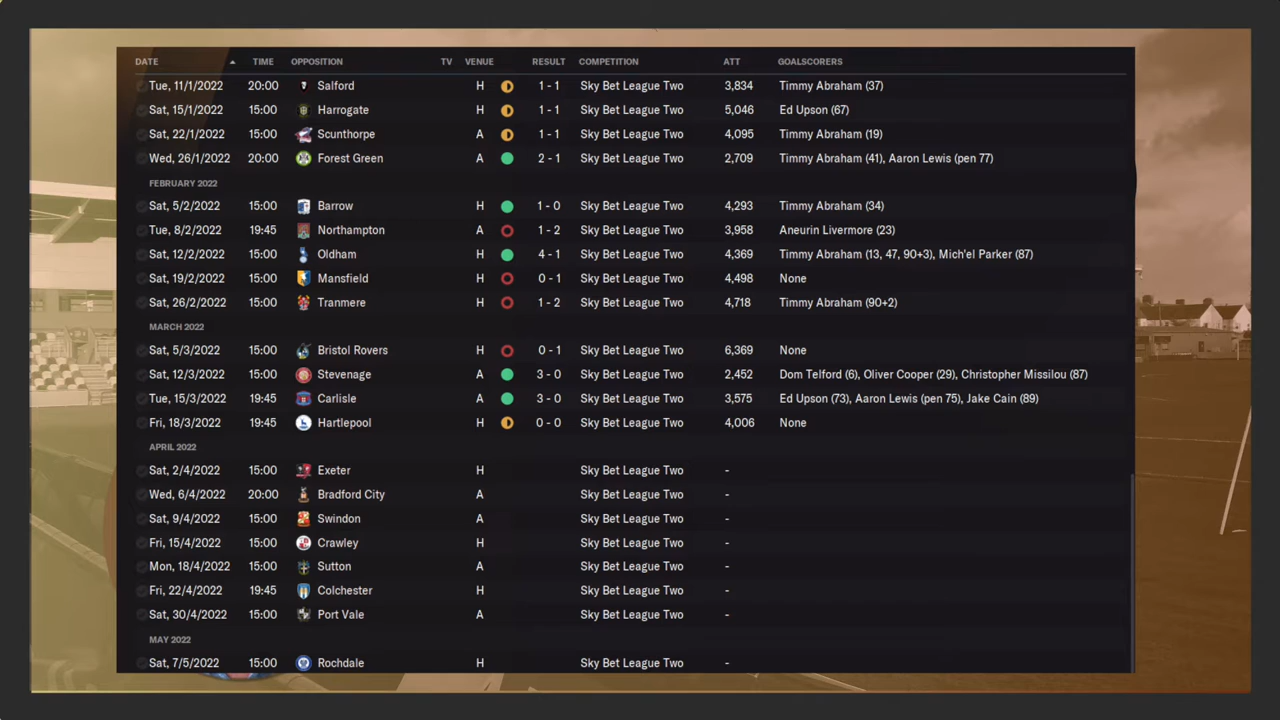 DATE TIME OPPOSITION TV VENUE RESULT COMPETITION ATT GOALSCORERS
Tue, 11/1/2022 20:00 Salford H 1 - 1 Sky Bet League Two 3,834 Timmy Abraham (37)
Sat, 15/1/2022 15:00 Harrogate H 1 - 1 Sky Bet League Two 5,046 Ed Upson (67)
Sat, 22/1/2022 15:00 Scunthorpe A 1 - 1 Sky Bet League Two 4,095 Timmy Abraham (19)
Wed, 26/1/2022 20:00 Forest Green A 2 - 1 Sky Bet League Two 2,709 Timmy Abraham (41), Aaron Lewis (pen 77)
FEBRUARY 2022
Sat, 5/2/2022 15:00 Barrow H 1 - 0 Sky Bet League Two 4,293 Timmy Abraham (34)
Tue, 8/2/2022 19:45 Northampton A 1 - 2 Sky Bet League Two 3,958 Aneurin Livermore (23)
Sat, 12/2/2022 15:00 Oldham H 4 - 1 Sky Bet League Two 4,369 Timmy Abraham (13, 47, 90+3), Mich'el Parker (87)
Sat, 19/2/2022 15:00 Mansfield H 0 - 1 Sky Bet League Two 4,498 None
Sat, 26/2/2022 15:00 Tranmere H 1 - 2 Sky Bet League Two 4,718 Timmy Abraham (90+2)
MARCH 2022
Sat, 5/3/2022 15:00 Bristol Rovers H 0 - 1 Sky Bet League Two 6,369 None
Sat, 12/3/2022 15:00 Stevenage A 3 - 0 Sky Bet League Two 2,452 Dom Telford (6), Oliver Cooper (29), Christopher Missilou (87)
Tue, 15/3/2022 19:45 Carlisle A 3 - 0 Sky Bet League Two 3,575 Ed Upson (73), Aaron Lewis (pen 75), Jake Cain (89)
Fri, 18/3/2022 19:45 Hartlepool H 0 - 0 Sky Bet League Two 4,006 None
APRIL 2022
Sat, 2/4/2022 15:00 Exeter H Sky Bet League Two -
Wed, 6/4/2022 20:00 Bradford City A Sky Bet League Two -
Sat, 9/4/2022 15:00 Swindon A Sky Bet League Two -
Fri, 15/4/2022 15:00 Crawley H Sky Bet League Two -
Mon, 18/4/2022 15:00 Sutton A Sky Bet League Two -
Fri, 22/4/2022 19:45 Colchester H Sky Bet League Two -
Sat, 30/4/2022 15:00 Port Vale A Sky Bet League Two -
MAY 2022
Sat, 7/5/2022 15:00 Rochdale H Sky Bet League Two -